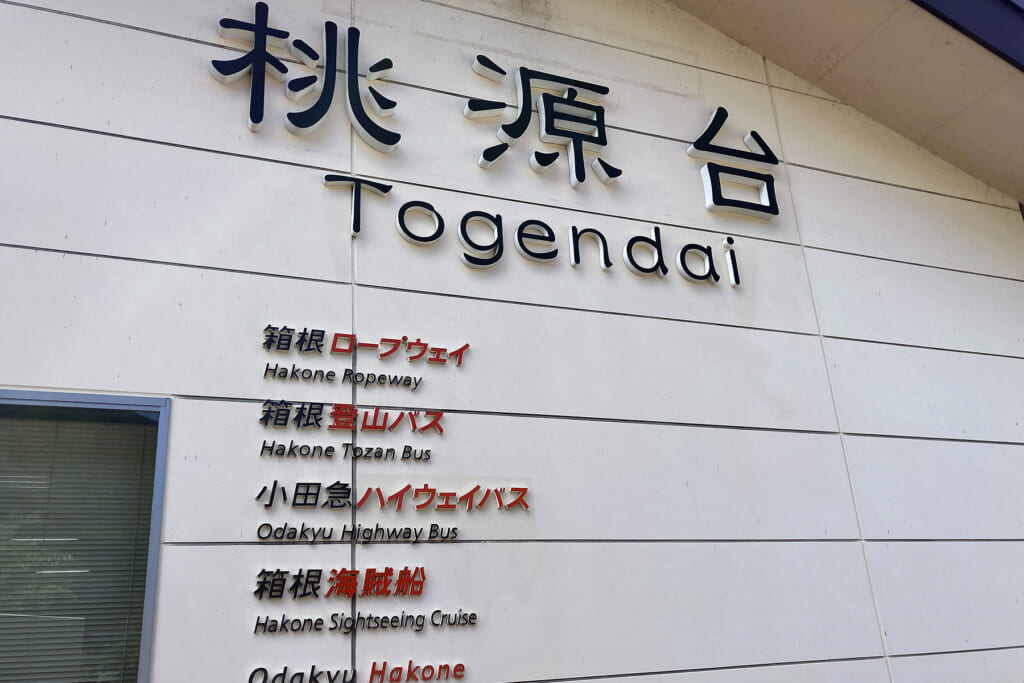 桃源台
Togendai
箱根ロープウェイ
Hakone Ropeway
箱根登山バス
Hakone Tozan Bus
小田急ハイウェイバス
Odakyu Highway Bus
箱根海賊船
Hakone Sightseeing Cruise
Odakyu Hakone